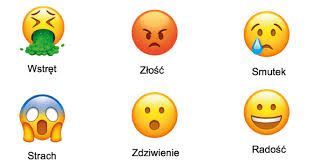 Wstręt
Złość
Smutek
Strach
Zdziwienie
Radość